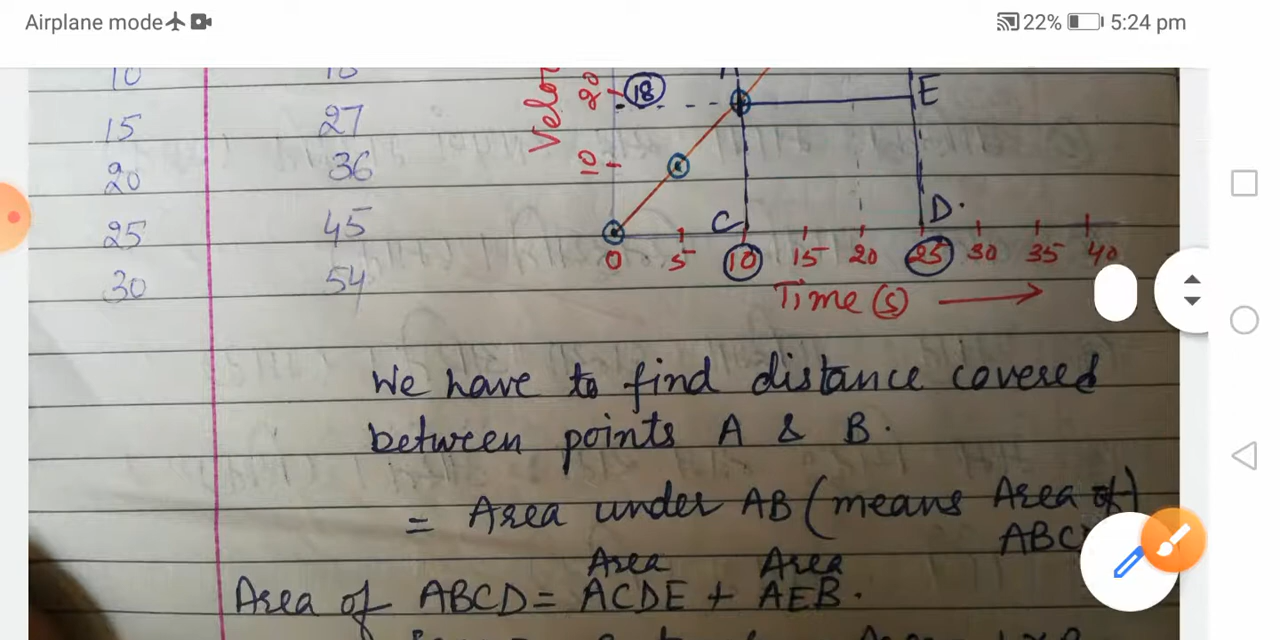 Airplane mode 22% 5:24 pm
15 27
20 36
25 45
30 54
20 18
E
10
C D.
0 5 10 15 20 25 30 35 40
Time (s)
We have to find distance covered
between points A & B.
= Area under AB (means Area of)
Area Area
Area of ABCD = ACDE + AEB.